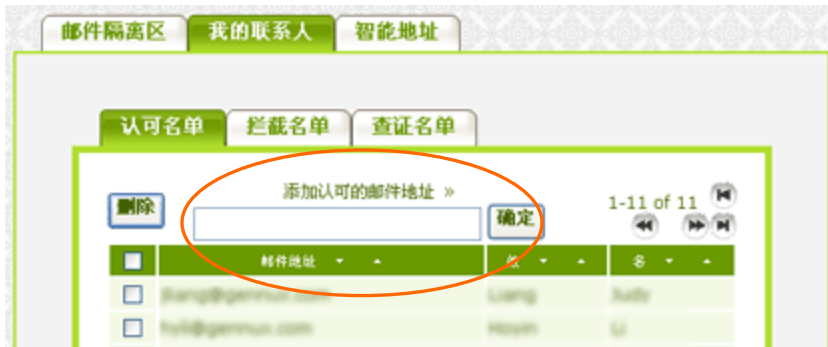 邮件隔离区 我的联系人 智能地址
认可名单 拦截名单 查证名单
添加认可的邮件地址 »
删除 确定 1-11 of 11
邮件地址 姓 名